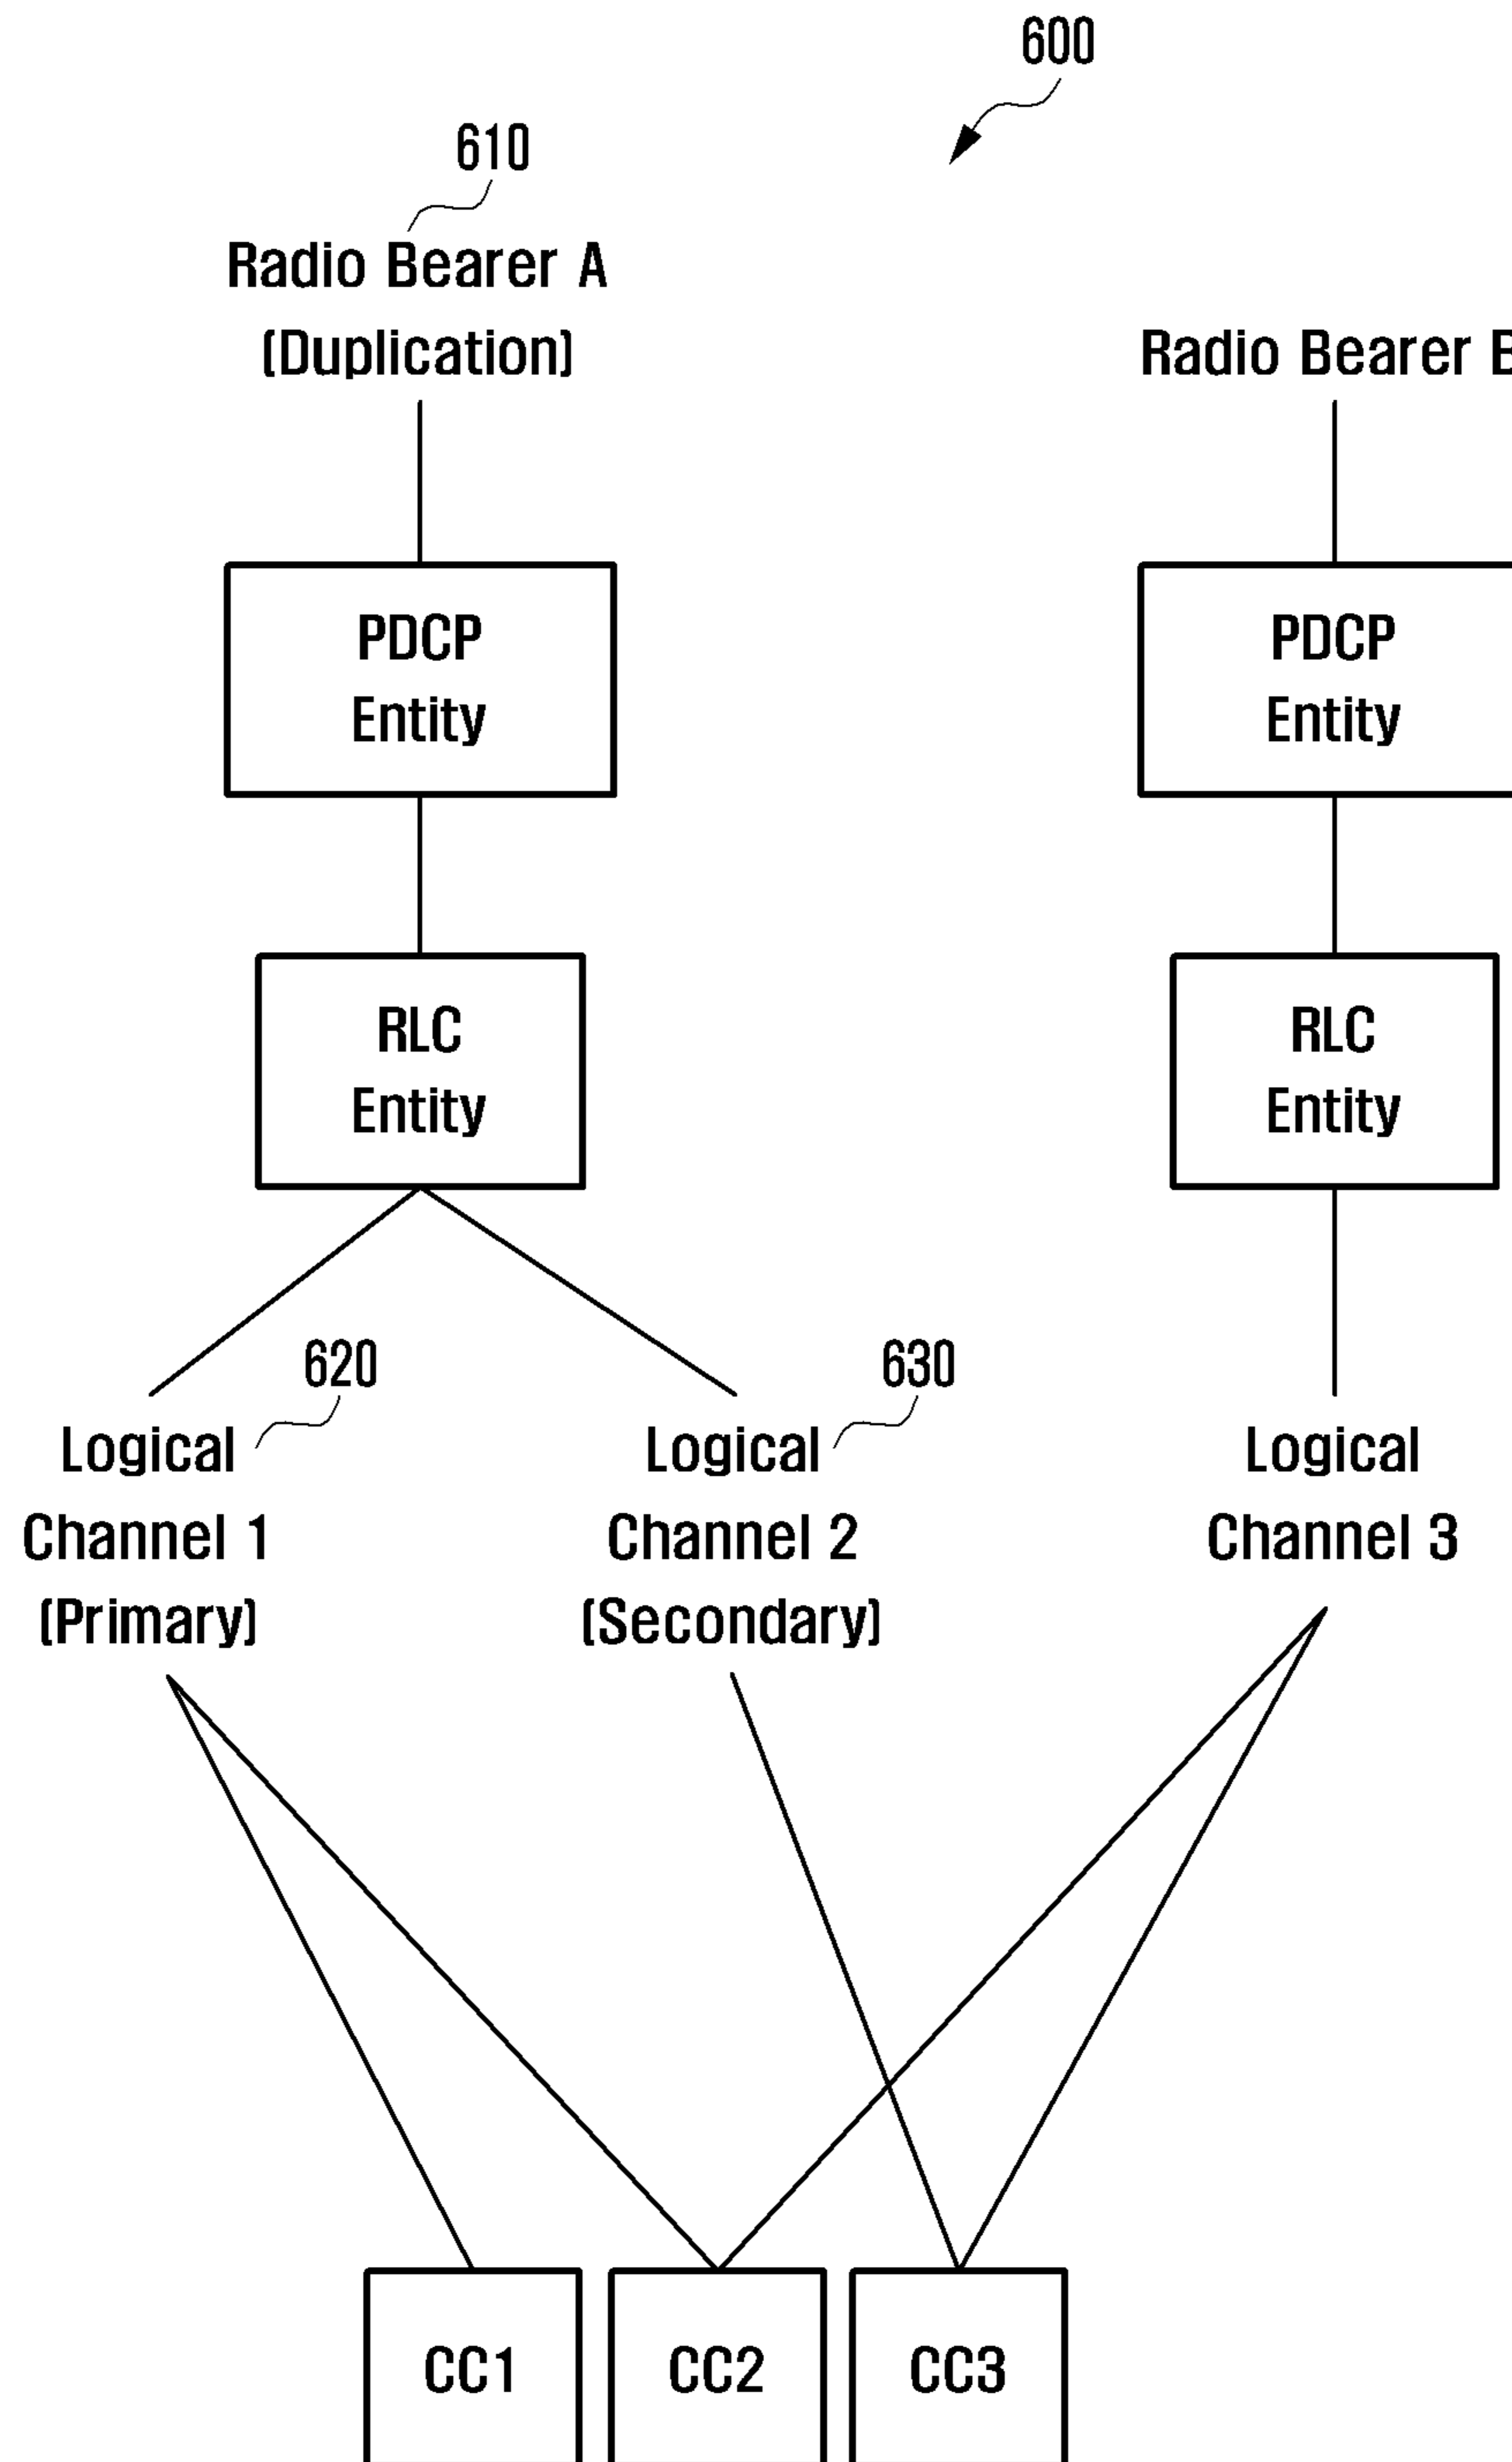 600
610
Radio Bearer A
(Duplication)
Radio Bearer B
PDCP
Entity
PDCP
Entity
RLC
Entity
RLC
Entity
620
630
Logical
Channel 1
(Primary)
Logical
Channel 2
(Secondary)
Logical
Channel 3
CC1
CC2
CC3